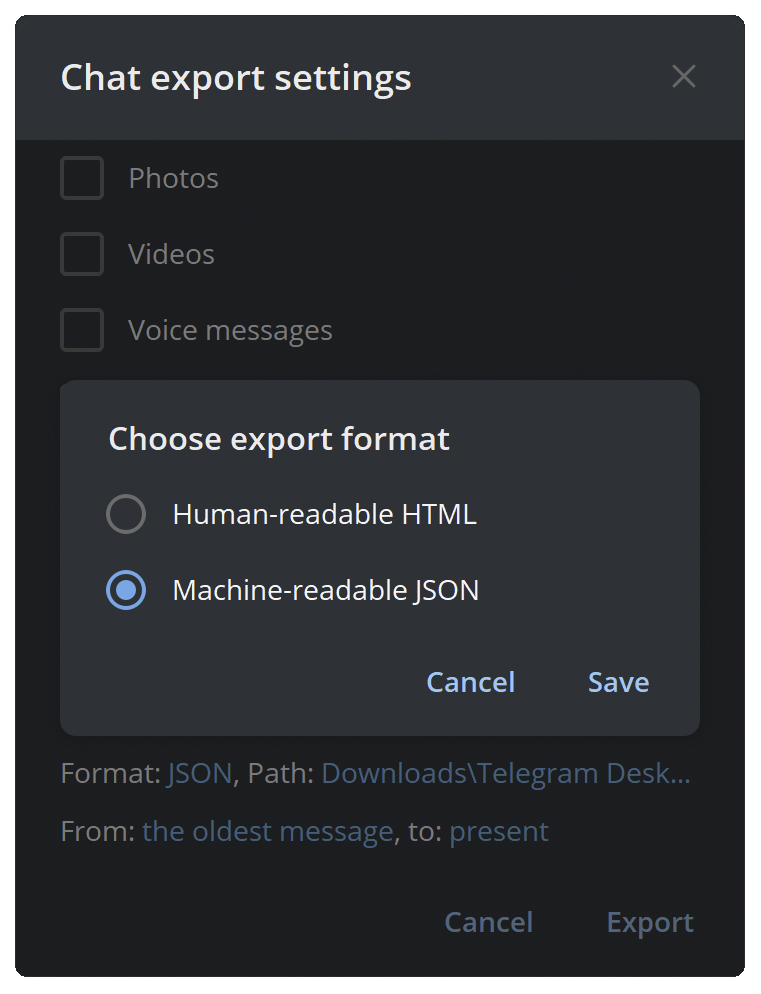 Chat export settings
Photos
Videos
Voice messages
Choose export format
Human-readable HTML
Machine-readable JSON
Cancel Save
Format: JSON, Path: Downloads\Telegram Desk...
From: the oldest message, to: present
Cancel Export